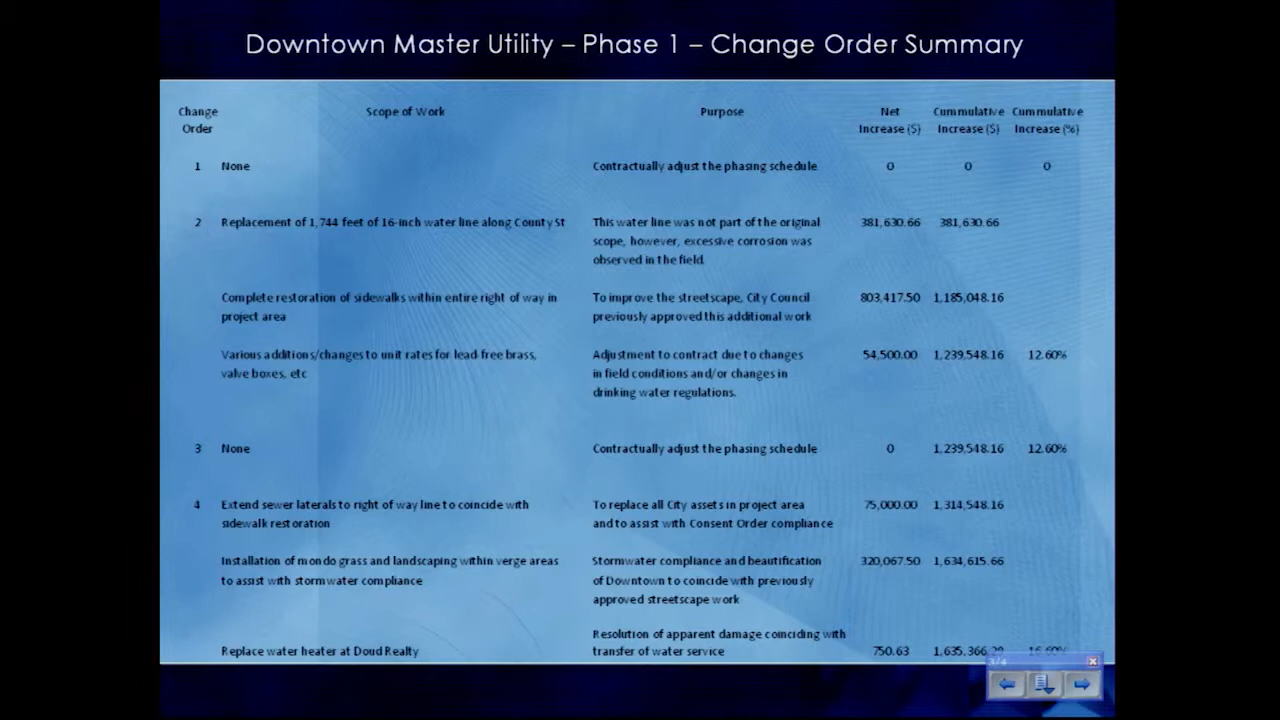 Downtown Master Utility – Phase 1 – Change Order Summary
Change Scope of Work Purpose Net Cummulative Cummulative
Order Increase ($) Increase ($) Increase (%)
1 None Contractually adjust the phasing schedule 0 0 0
2 Replacement of 1,744 feet of 16-inch water line along County St This water line was not part of the original 381,630.66 381,630.66
scope, however, excessive corrosion was
observed in the field.
Complete restoration of sidewalks within entire right of way in To improve the streetscape, City Council 803,417.50 1,185,048.16
project area previously approved this additional work
Various additions/changes to unit rates for lead free brass, Adjustment to contract due to changes 54,500.00 1,239,548.16 12.60%
valve boxes, etc in field conditions and/or changes in
drinking water regulations.
3 None Contractually adjust the phasing schedule 0 1,239,548.16 12.60%
4 Extend sewer laterals to right of way line to coincide with To replace all City assets in project area 75,000.00 1,314,548.16
sidewalk restoration and to assist with Consent Order compliance
Installation of mondo grass and landscaping within verge areas Stormwater compliance and beautification 320,067.50 1,634,615.66
to assist with stormwater compliance of Downtown to coincide with previously
approved streetscape work
Resolution of apparent damage coinciding with
Replace water heater at Doud Realty transfer of water service 750.63 1,635,366.29 16.60%
3/4